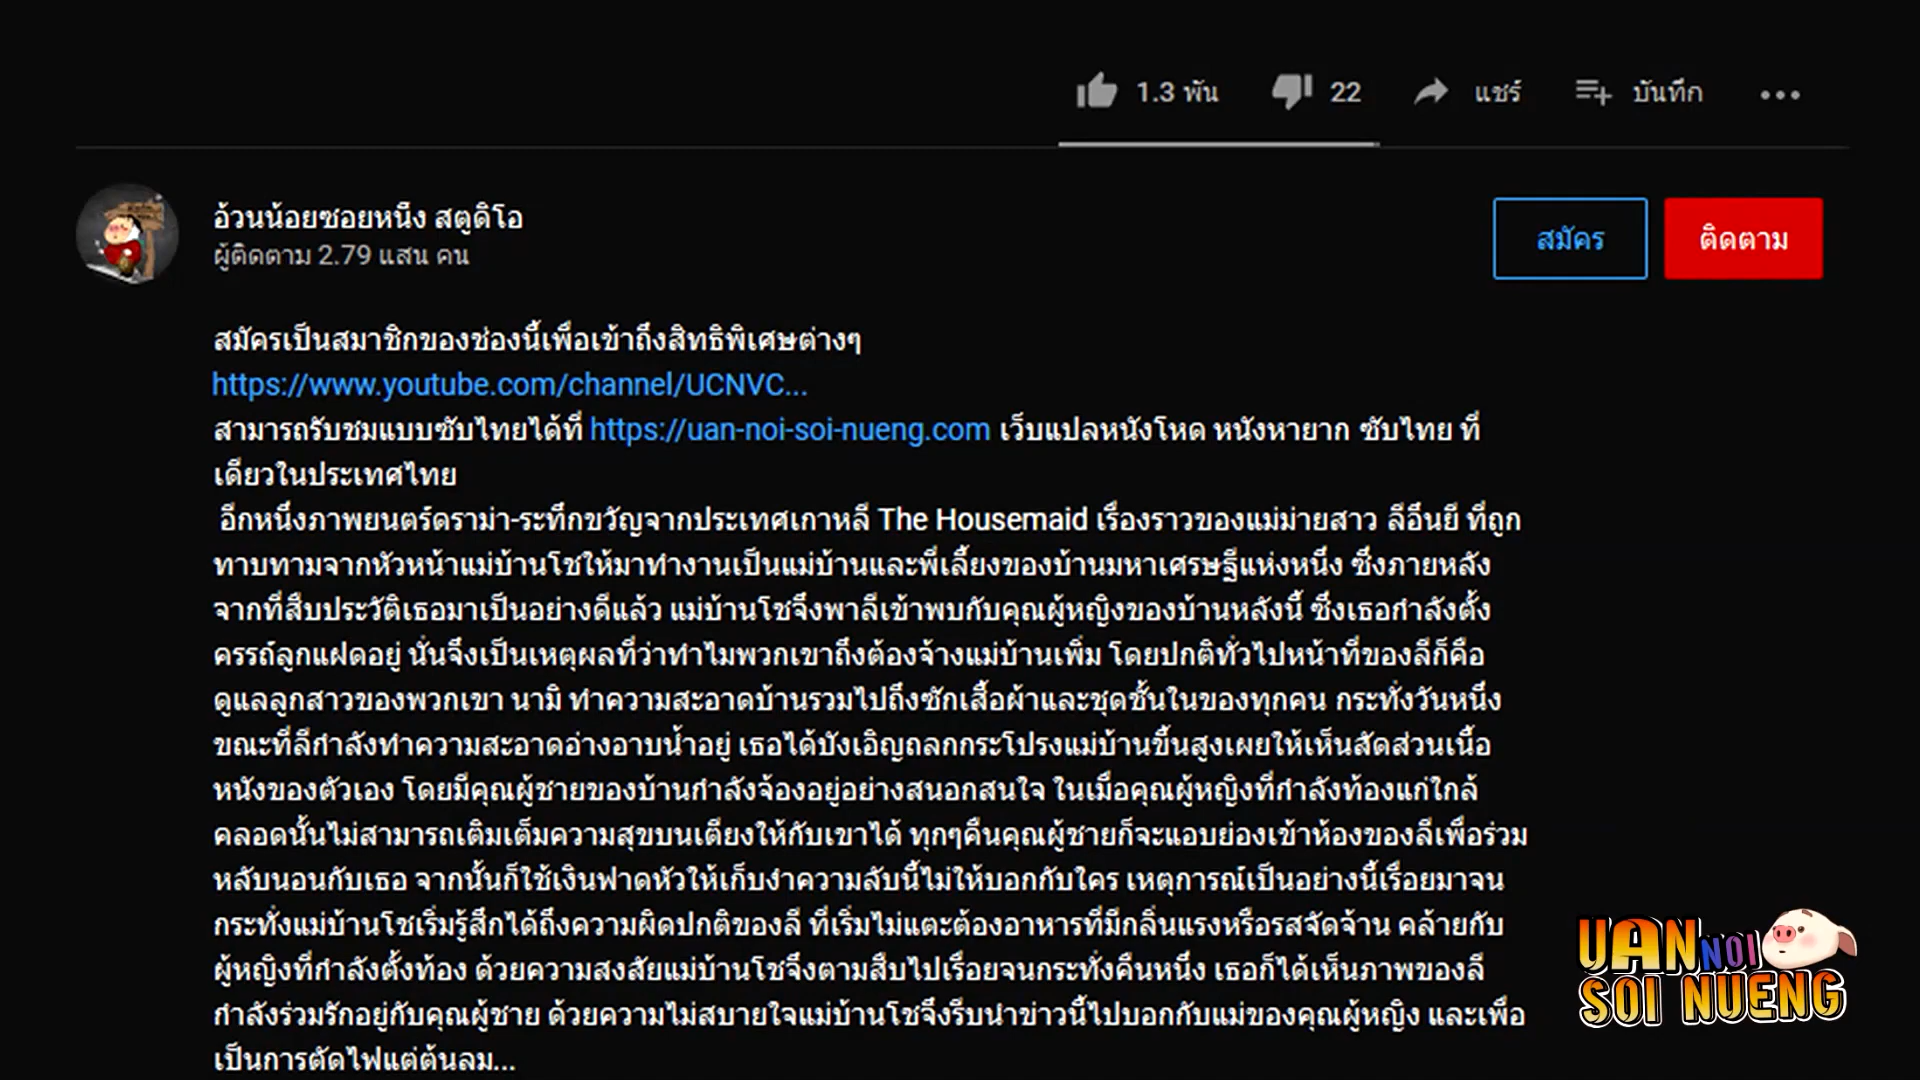 1.3 พัน 22 แชร์ บันทึก
อ้วนน้อยซอยหนึ่ง สตูดิโอ
ผู้ติดตาม 2.79 แสน คน
สมัคร ติดตาม
สมัครเป็นสมาชิกของช่องนี้เพื่อเข้าถึงสิทธิพิเศษต่างๆ
https://www.youtube.com/channel/UCNVC...
สามารถรับชมแบบซับไทยได้ที่ https://uan-noi-soi-nueng.com เว็บแปลหนังโหด หนังหายาก ซับไทย ที่
เดียวในประเทศไทย
อีกหนึ่งภาพยนตร์ดราม่า-ระทึกขวัญจากประเทศเกาหลี The Housemaid เรื่องราวของแม่ม่ายสาว ลีอึนยี ที่ถูก
ทาบทามจากหัวหน้าแม่บ้านโชให้มาทำงานเป็นแม่บ้านและพี่เลี้ยงของบ้านมหาเศรษฐีแห่งหนึ่ง ซึ่งภายหลัง
จากที่สืบประวัติเธอมาเป็นอย่างดีแล้ว แม่บ้านโชจึงพาลีเข้าพบกับคุณผู้หญิงของบ้านหลังนี้ ซึ่งเธอกำลังตั้ง
ครรถ์ลูกแฝดอยู่ นั่นจึงเป็นเหตุผลที่ว่าทำไมพวกเขาถึงต้องจ้างแม่บ้านเพิ่ม โดยปกติทั่วไปหน้าที่ของลีก็คือ
ดูแลลูกสาวของพวกเขา นามิ ทำความสะอาดบ้านรวมไปถึงซักเสื้อผ้าและชุดชั้นในของทุกคน กระทั่งวันหนึ่ง
ขณะที่ลีกำลังทำความสะอาดอ่างอาบน้ำอยู่ เธอได้บังเอิญถลกกระโปรงแม่บ้านขึ้นสูงเผยให้เห็นสัดส่วนเนื้อ
หนังของตัวเอง โดยมีคุณผู้ชายของบ้านกำลังจ้องอยู่อย่างสนอกสนใจ ในเมื่อคุณผู้หญิงที่กำลังท้องแก่ใกล้
คลอดนั้นไม่สามารถเติมเต็มความสุขบนเตียงให้กับเขาได้ ทุกๆคืนคุณผู้ชายก็จะแอบย่องเข้าห้องของลีเพื่อร่วม
หลับนอนกับเธอ จากนั้นก็ใช้เงินฟาดหัวให้เก็บงำความลับนี้ไม่ให้บอกกับใคร เหตุการณ์เป็นอย่างนี้เรื่อยมาจน
กระทั่งแม่บ้านโชเริ่มรู้สึกได้ถึงความผิดปกติของลี ที่เริ่มไม่แตะต้องอาหารที่มีกลิ่นแรงหรือรสจัดจ้าน คล้ายกับ
ผู้หญิงที่กำลังตั้งท้อง ด้วยความสงสัยแม่บ้านโชจึงตามสืบไปเรื่อยจนกระทั่งคืนหนึ่ง เธอก็ได้เห็นภาพของลี
กำลังร่วมรักอยู่กับคุณผู้ชาย ด้วยความไม่สบายใจแม่บ้านโชจึงรีบนำข่าวนี้ไปบอกกับแม่ของคุณผู้หญิง และเพื่อ
เป็นการตัดไฟแต่ต้นลม...
UAN NOI
SOI NUENG